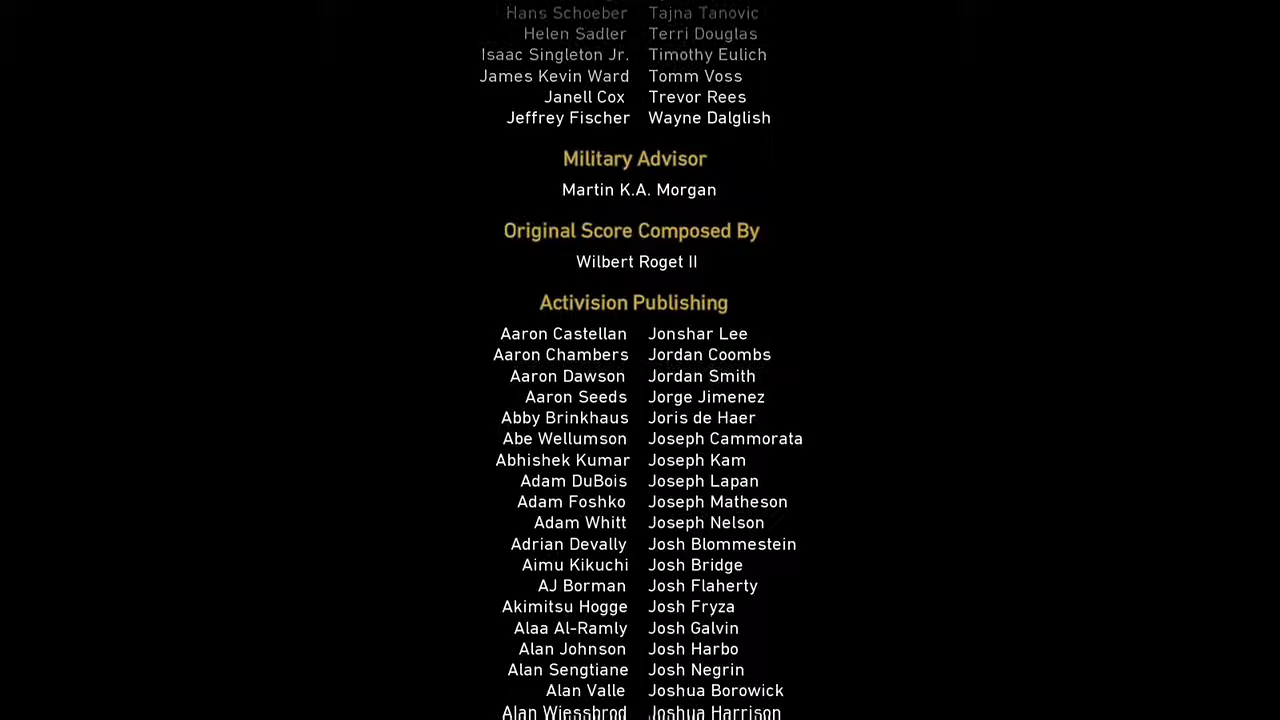 Hans Schoeber Tajna Tanovic
Helen Sadler Terri Douglas
Isaac Singleton Jr. Timothy Eulich
James Kevin Ward Tomm Voss
Janell Cox Trevor Rees
Jeffrey Fischer Wayne Dalglish
Military Advisor
Martin K.A. Morgan
Original Score Composed By
Wilbert Roget II
Activision Publishing
Aaron Castellan Jonshar Lee
Aaron Chambers Jordan Coombs
Aaron Dawson Jordan Smith
Aaron Seeds Jorge Jimenez
Abby Brinkhaus Joris de Haer
Abe Wellumson Joseph Cammorata
Abhishek Kumar Joseph Kam
Adam DuBois Joseph Lapan
Adam Foshko Joseph Matheson
Adam Whitt Joseph Nelson
Adrian Devally Josh Blommestein
Aimu Kikuchi Josh Bridge
AJ Borman Josh Flaherty
Akimitsu Hogge Josh Fryza
Alaa Al-Ramly Josh Galvin
Alan Johnson Josh Harbo
Alan Sengtiane Josh Negrin
Alan Valle Joshua Borowick
Alan Wiessbrod Joshua Harrison